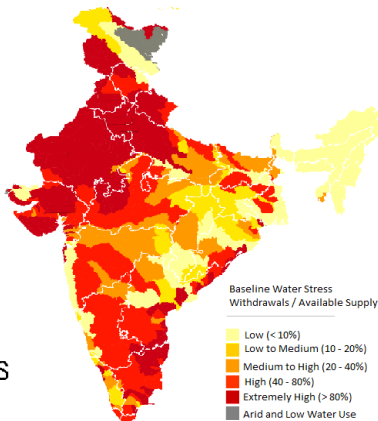 Baseline Water Stress
Withdrawals / Available Supply
Low (< 10%)
Low to Medium (10 - 20%)
Medium to High (20 - 40%)
High (40 - 80%)
Extremely High (> 80%)
Arid and Low Water Use
S